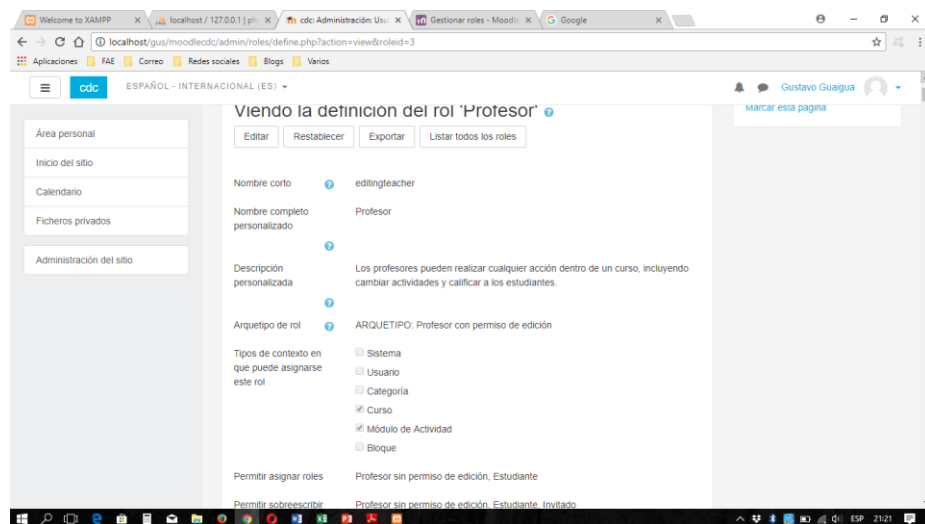 Welcome to XAMPP
localhost / 127.0.0.1 | ph
cdc: Administración: Usu
Gestionar roles - Moodle
Google
localhost/gus/moodlecdc/admin/roles/define.php?action=view&roleid=3
Aplicaciones FAE Correo Redes sociales Blogs Varios
cdc ESPAÑOL - INTERNACIONAL (ES) Gustavo Guaigua
Marcar esta página
Área personal
Inicio del sitio
Calendario
Ficheros privados
Administración del sitio
Viendo la definición del rol 'Profesor'
Editar Restablecer Exportar Listar todos los roles
Nombre corto editingteacher
Nombre completo Profesor
personalizado
Descripción Los profesores pueden realizar cualquier acción dentro de un curso, incluyendo
personalizada cambiar actividades y calificar a los estudiantes.
Arquetipo de rol ARQUETIPO: Profesor con permiso de edición
Tipos de contexto en Sistema
que puede asignarse Usuario
este rol
Categoría
Curso
Módulo de Actividad
Bloque
Permitir asignar roles Profesor sin permiso de edición, Estudiante
Permitir sobreescribir Profesor sin permiso de edición, Estudiante, Invitado
ESP 21:21